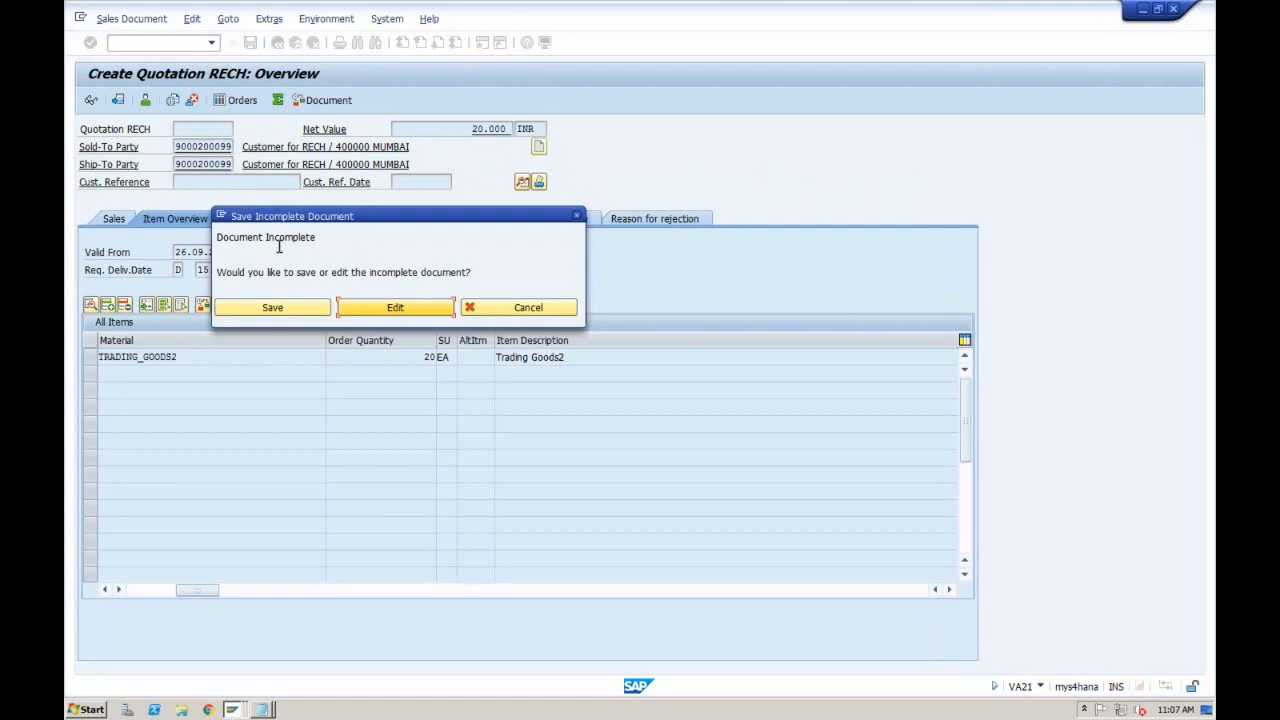 Sales Document Edit Goto Extras Environment System Help
Create Quotation RECH: Overview
Orders Document
Quotation RECH Net Value 20.000 INR
Sold-To Party 9000200099 Customer for RECH / 400000 MUMBAI
Ship-To Party 9000200099 Customer for RECH / 400000 MUMBAI
Cust. Reference Cust. Ref. Date
Sales Item Overview Reason for rejection
Save Incomplete Document
Document Incomplete
Would you like to save or edit the incomplete document?
Save Edit Cancel
Valid From 26.09.
Req. Deliv.Date D 15
All Items
Material Order Quantity SU AltItm Item Description
TRADING_GOODS2 20 EA Trading Goods2
SAP VA21 mys4hana INS
Start 11:07 AM